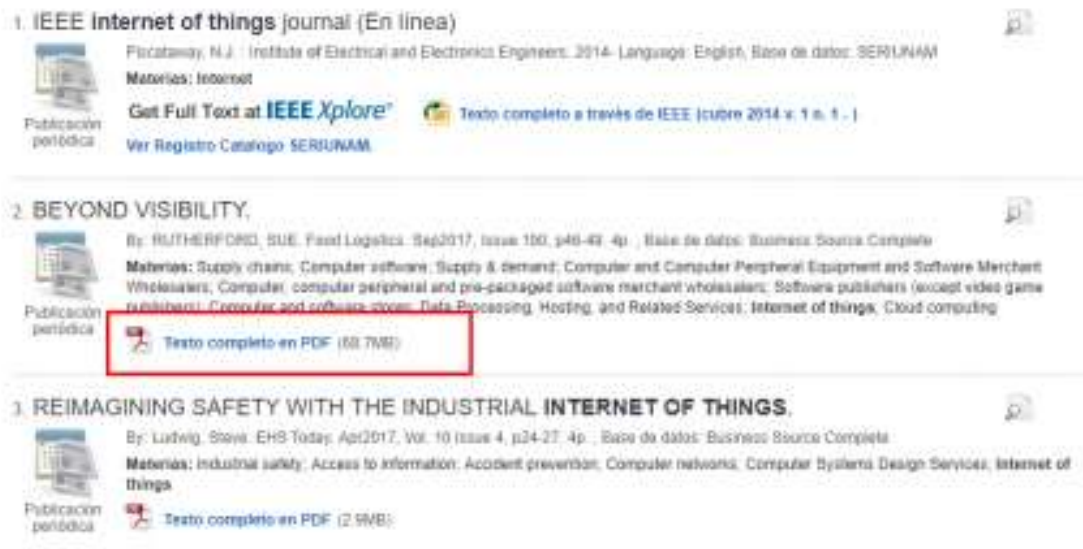 1. IEEE internet of things journal (En línea)
Piscataway, N.J. : Institute of Electrical and Electronics Engineers, 2014- Language: English, Base de datos: SERIUNAM
Materias: Internet
Get Full Text at IEEE Xplore®
Texto completo a través de IEEE (cubre 2014 v. 1 n. 1 . )
Publicación
periódica
Ver Registro Catalogo SERIUNAM
2. BEYOND VISIBILITY.
By: RUTHERFORD, SUE. Food Logistics. Sep2017, Issue 190, p46-49. 4p. , Base de datos: Business Source Complete
Materias: Supply chains; Computer software; Supply & demand; Computer and Computer Peripheral Equipment and Software Merchant
Wholesalers; Computer, computer peripheral and pre-packaged software merchant wholesalers; Software publishers (except video game
publishers); Computer and software stores; Data Processing, Hosting, and Related Services; Internet of things; Cloud computing
Publicación
periódica
Texto completo en PDF (MB)
3. REIMAGINING SAFETY WITH THE INDUSTRIAL INTERNET OF THINGS.
By: Ludwig, Steve. EHS Today. Apr2017, Vol. 10 Issue 4, p24-27. 4p. , Base de datos: Business Source Complete
Materias: Industrial safety; Access to information; Accident prevention; Computer networks; Computer Systems Design Services; Internet of
things
Publicación
periódica
Texto completo en PDF (2.9MB)